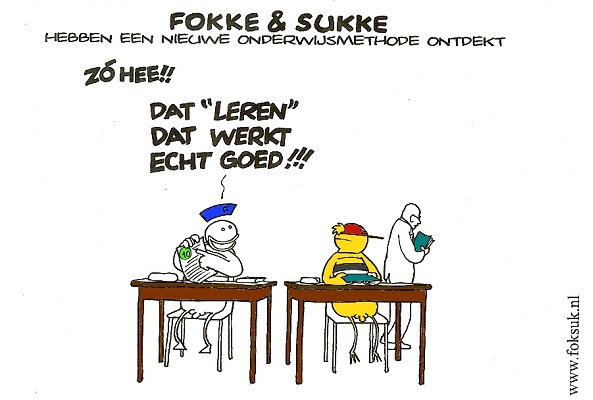 FOKKE & SUKKE
HEBBEN EEN NIEUWE ONDERWIJSMETHODE ONTDEKT
ZÓ HEE!!
DAT "LEREN"
DAT WERKT
ECHT GOED!!!
10
www.foksuk.nl